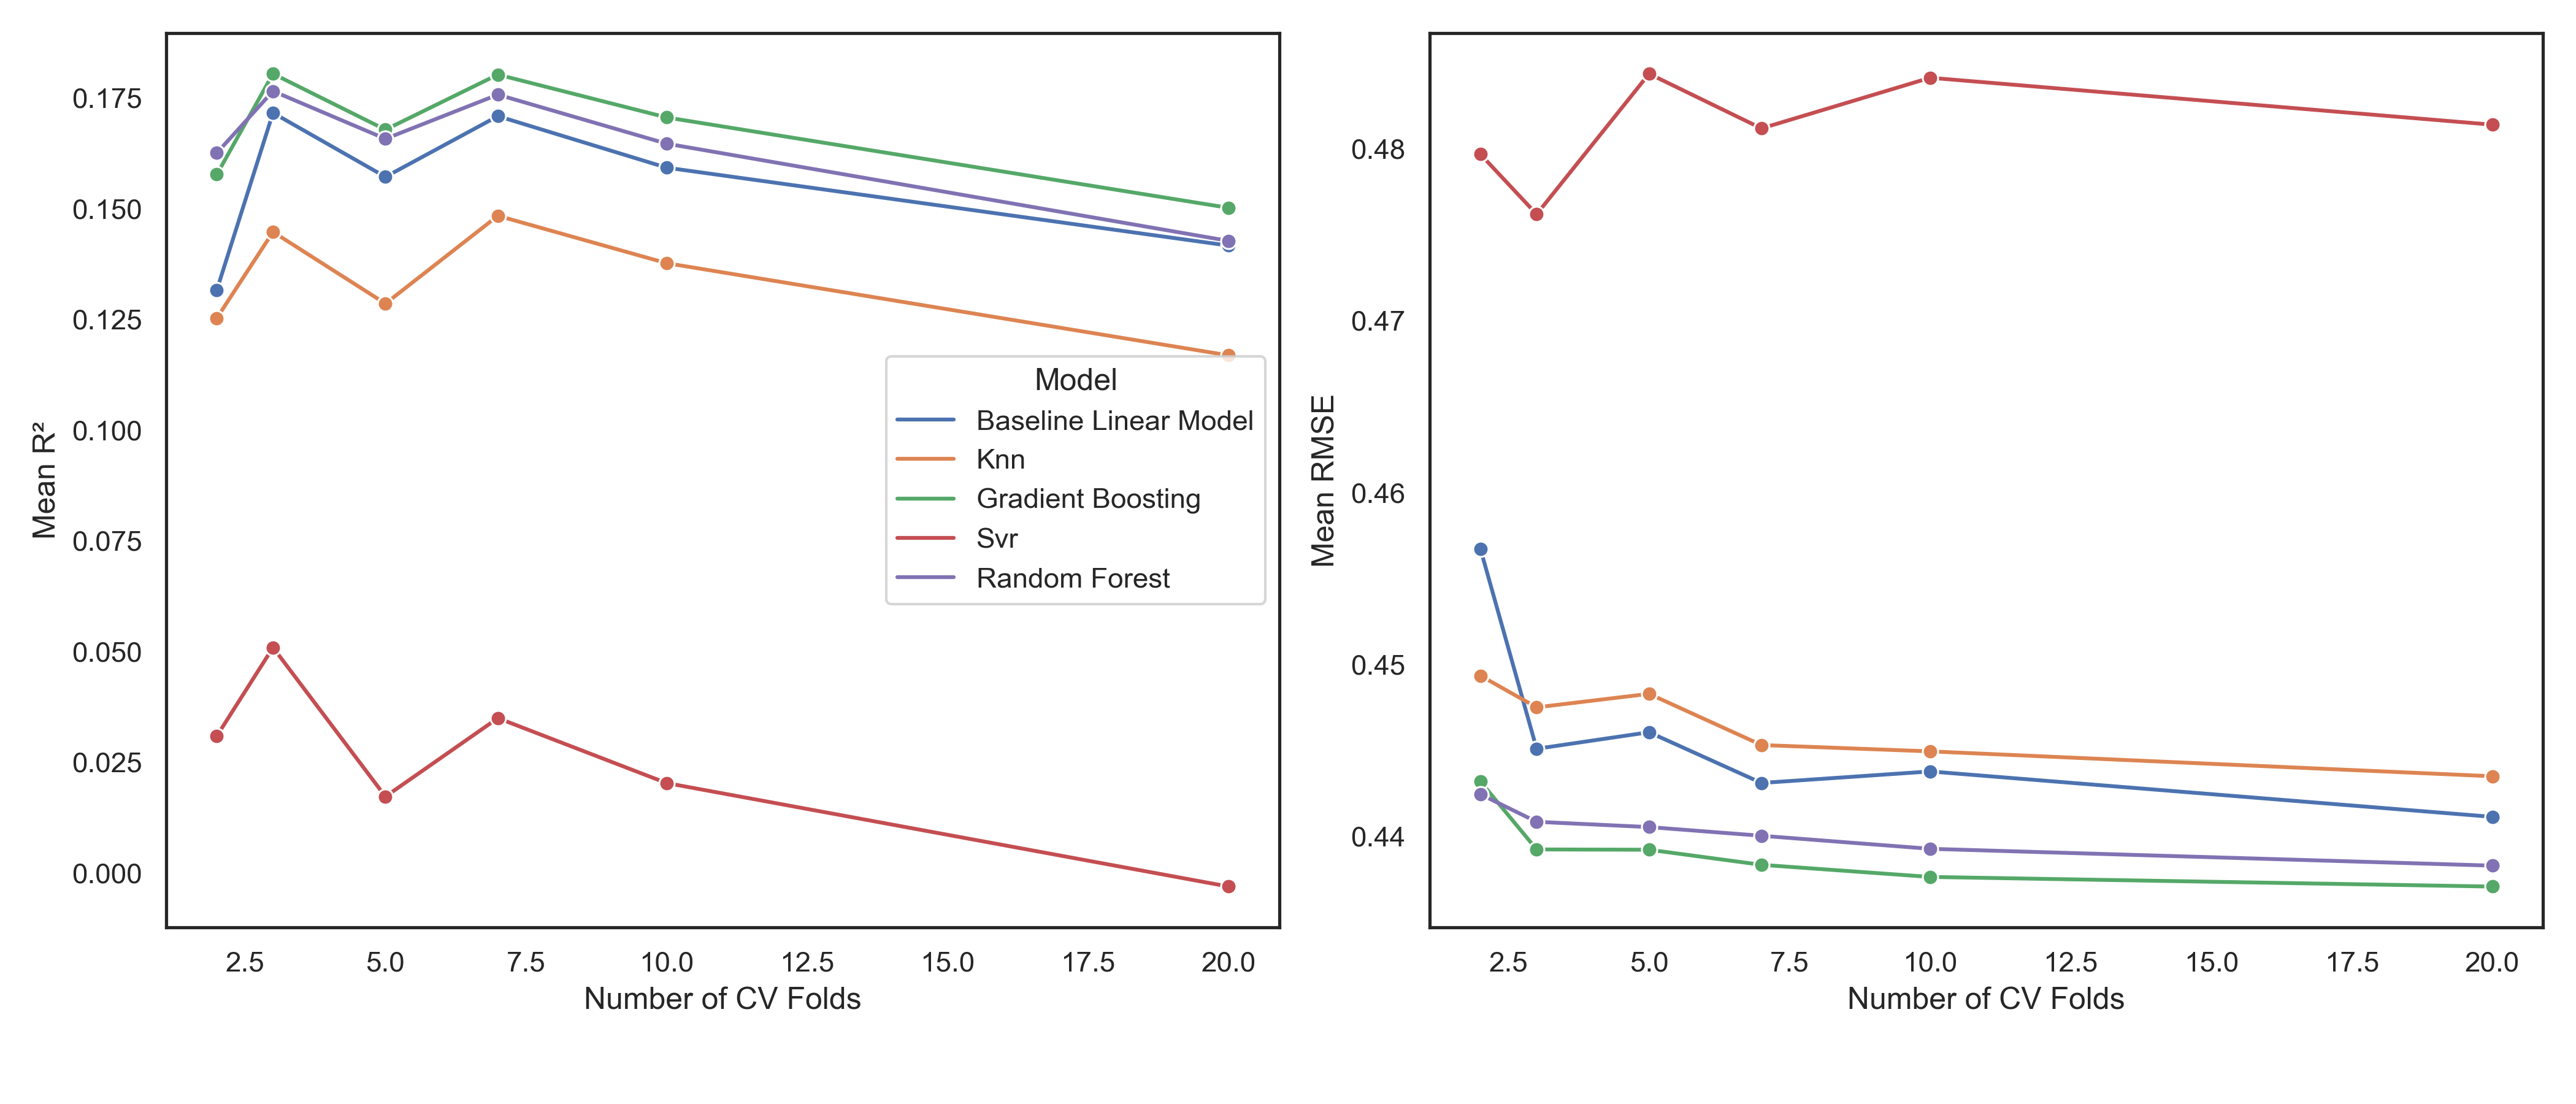 Mean R²
0.175
0.150
0.125
0.100
0.075
0.050
0.025
0.000
2.5 5.0 7.5 10.0 12.5 15.0 17.5 20.0
Number of CV Folds
Model
Baseline Linear Model
Knn
Gradient Boosting
Svr
Random Forest
Mean RMSE
0.48
0.47
0.46
0.45
0.44
2.5 5.0 7.5 10.0 12.5 15.0 17.5 20.0
Number of CV Folds